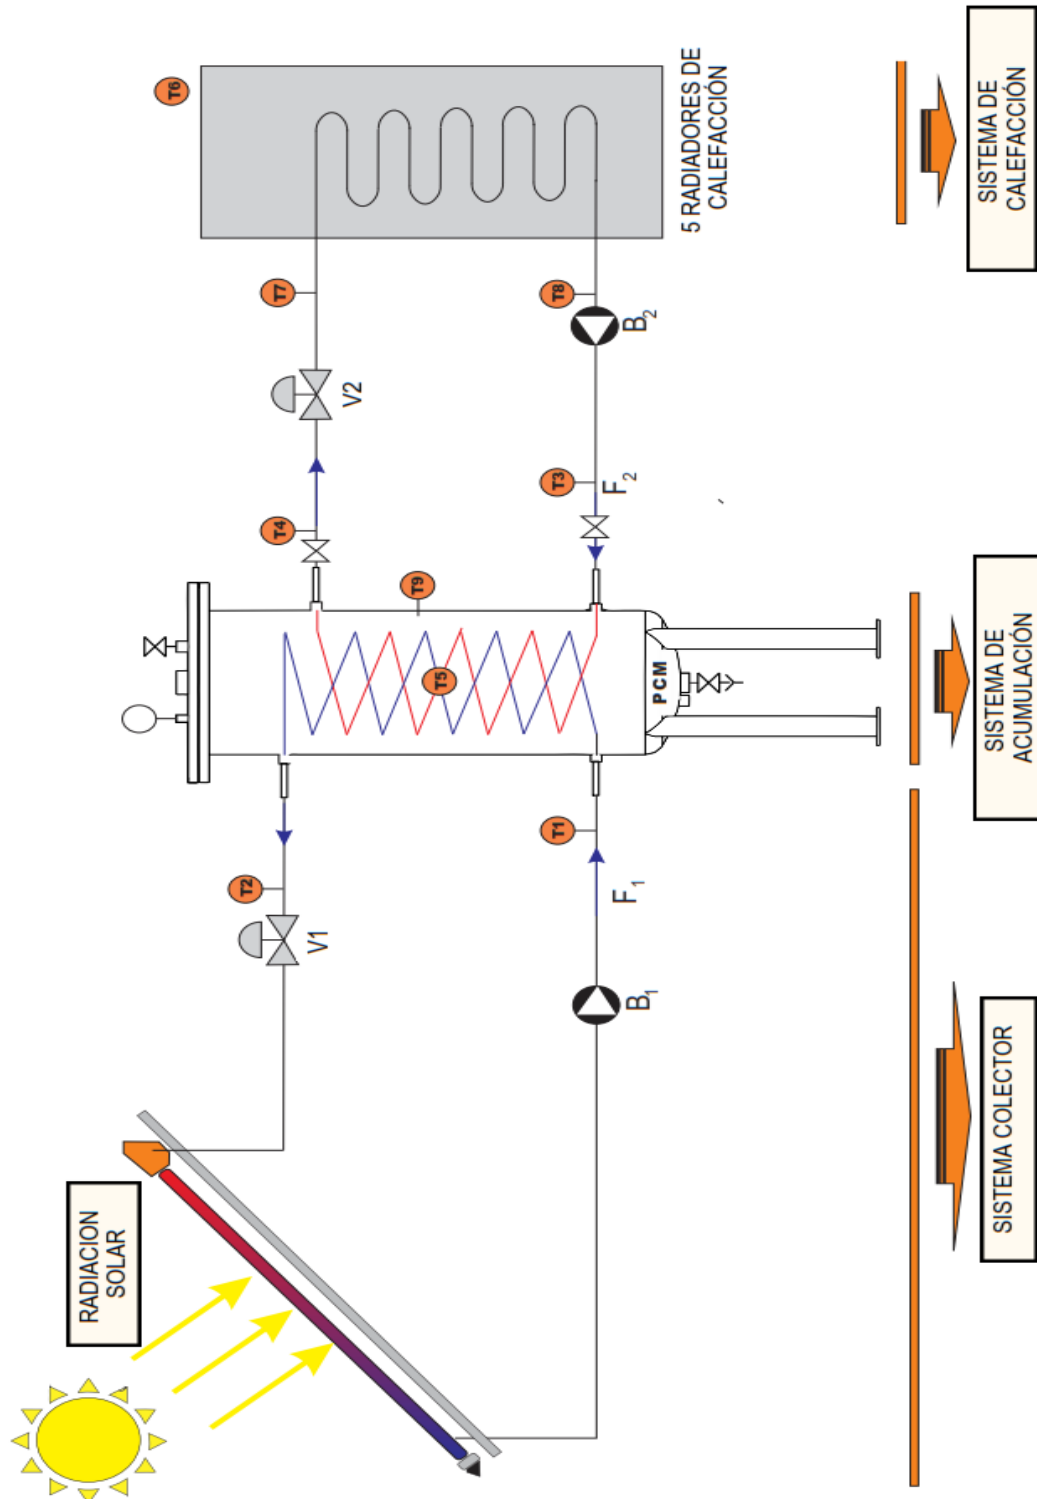 RADIACION
SOLAR
T2
V1
B1
F1
T1
T5
T9
PCM
T4
V2
T7
T3
F2
B2
T8
T6
5 RADIADORES DE
CALEFACCIÓN
SISTEMA COLECTOR
SISTEMA DE
ACUMULACIÓN
SISTEMA DE
CALEFACCIÓN